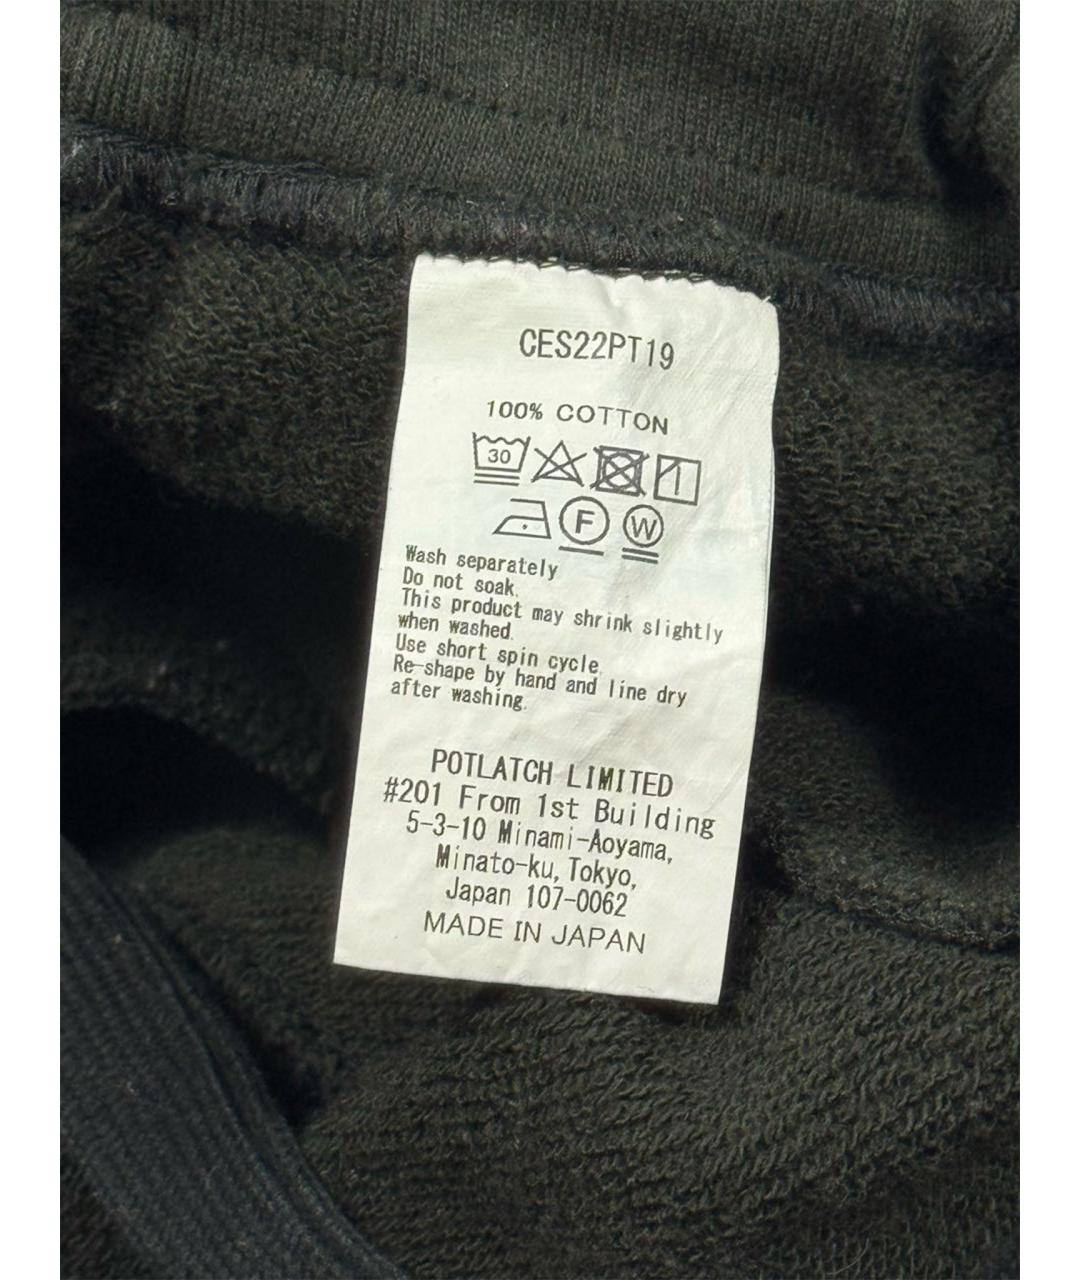 CES22PT19
100% COTTON
30
F W
Wash separately
Do not soak.
This product may shrink slightly
when washed.
Use short spin cycle.
Re-shape by hand and line dry
after washing.
POTLATCH LIMITED
#201 From 1st Building
5-3-10 Minami-Aoyama,
Minato-ku, Tokyo,
Japan 107-0062
MADE IN JAPAN